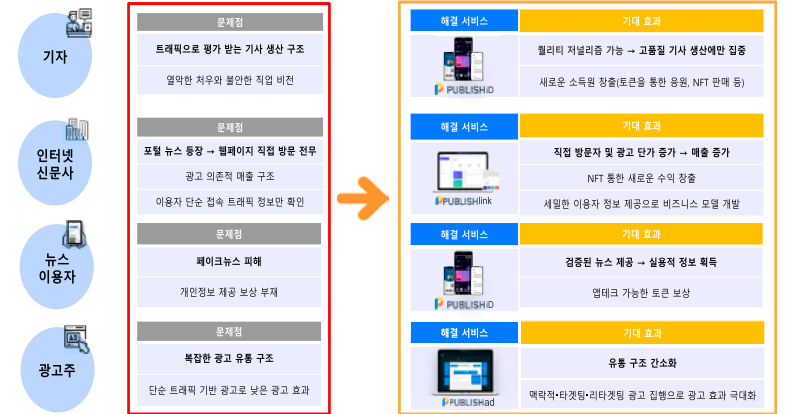 기자
문제점
트래픽으로 평가 받는 기사 생산 구조
열악한 처우와 불안한 직업 비전
해결 서비스
기대 효과
PUBLISHiD
퀄리티 저널리즘 가능 → 고품질 기사 생산에만 집중
새로운 소득원 창출(토큰을 통한 응원, NFT 판매 등)
인터넷
신문사
문제점
포털 뉴스 등장 → 웹페이지 직접 방문 전무
광고 의존적 매출 구조
이용자 단순 접속 트래픽 정보만 확인
해결 서비스
기대 효과
PUBLISHlink
직접 방문자 및 광고 단가 증가 → 매출 증가
NFT 통한 새로운 수익 창출
세밀한 이용자 정보 제공으로 비즈니스 모델 개발
뉴스
이용자
문제점
페이크뉴스 피해
개인정보 제공 보상 부재
해결 서비스
기대 효과
PUBLISHiD
검증된 뉴스 제공 → 실용적 정보 획득
앱테크 가능한 토큰 보상
광고주
문제점
복잡한 광고 유통 구조
단순 트래픽 기반 광고로 낮은 광고 효과
해결 서비스
기대 효과
PUBLISHad
유통 구조 간소화
맥락적•타겟팅•리타겟팅 광고 집행으로 광고 효과 극대화